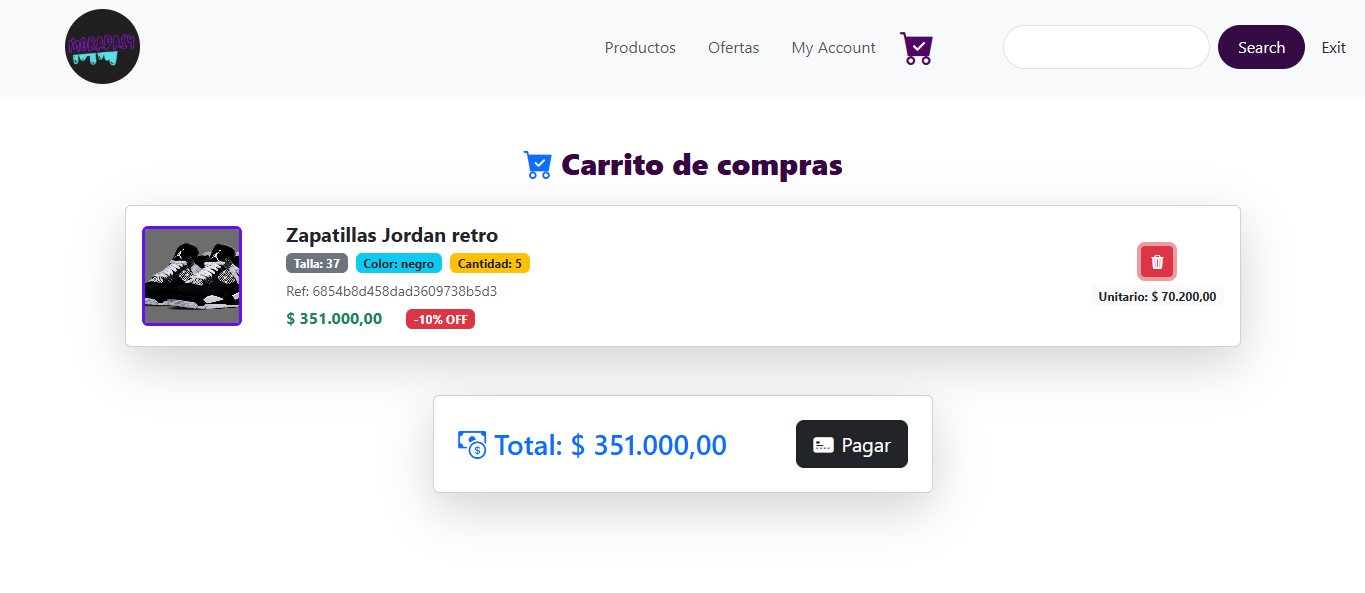 MORADASH
Productos Ofertas My Account Search Exit
Carrito de compras
Zapatillas Jordan retro
Talla: 37 Color: negro Cantidad: 5
Ref: 6854b8d458dad3609738b5d3
$ 351.000,00 -10% OFF
Unitario: $ 70.200,00
Total: $ 351.000,00 Pagar